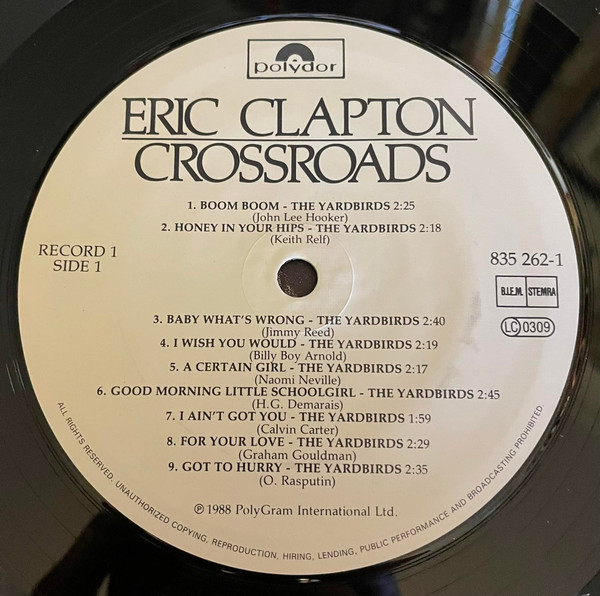 polydor
ERIC CLAPTON
CROSSROADS
1. BOOM BOOM - THE YARDBIRDS 2:25
(John Lee Hooker)
2. HONEY IN YOUR HIPS - THE YARDBIRDS 2:18
(Keith Relf)
RECORD 1
SIDE 1
835 262-1
B.I.E.M. STEMRA
LC 0309
3. BABY WHAT'S WRONG - THE YARDBIRDS 2:40
(Jimmy Reed)
4. I WISH YOU WOULD - THE YARDBIRDS 2:19
(Billy Boy Arnold)
5. A CERTAIN GIRL - THE YARDBIRDS 2:17
(Naomi Neville)
6. GOOD MORNING LITTLE SCHOOLGIRL - THE YARDBIRDS 2:45
(H.G. Demarais)
7. I AIN'T GOT YOU - THE YARDBIRDS 1:59
(Calvin Carter)
8. FOR YOUR LOVE - THE YARDBIRDS 2:29
(Graham Gouldman)
9. GOT TO HURRY - THE YARDBIRDS 2:35
(O. Rasputin)
℗ 1988 PolyGram International Ltd.
ALL RIGHTS RESERVED. UNAUTHORIZED COPYING, REPRODUCTION, HIRING, LENDING, PUBLIC PERFORMANCE AND BROADCASTING PROHIBITED.